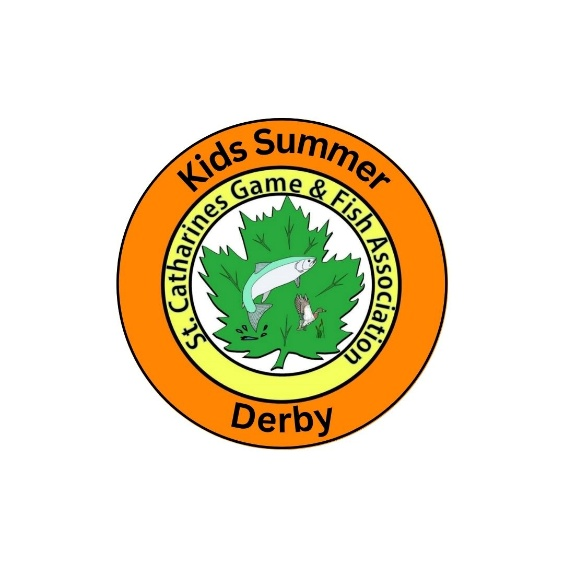 Kids Summer
St. Catharines Game & Fish Association
Derby